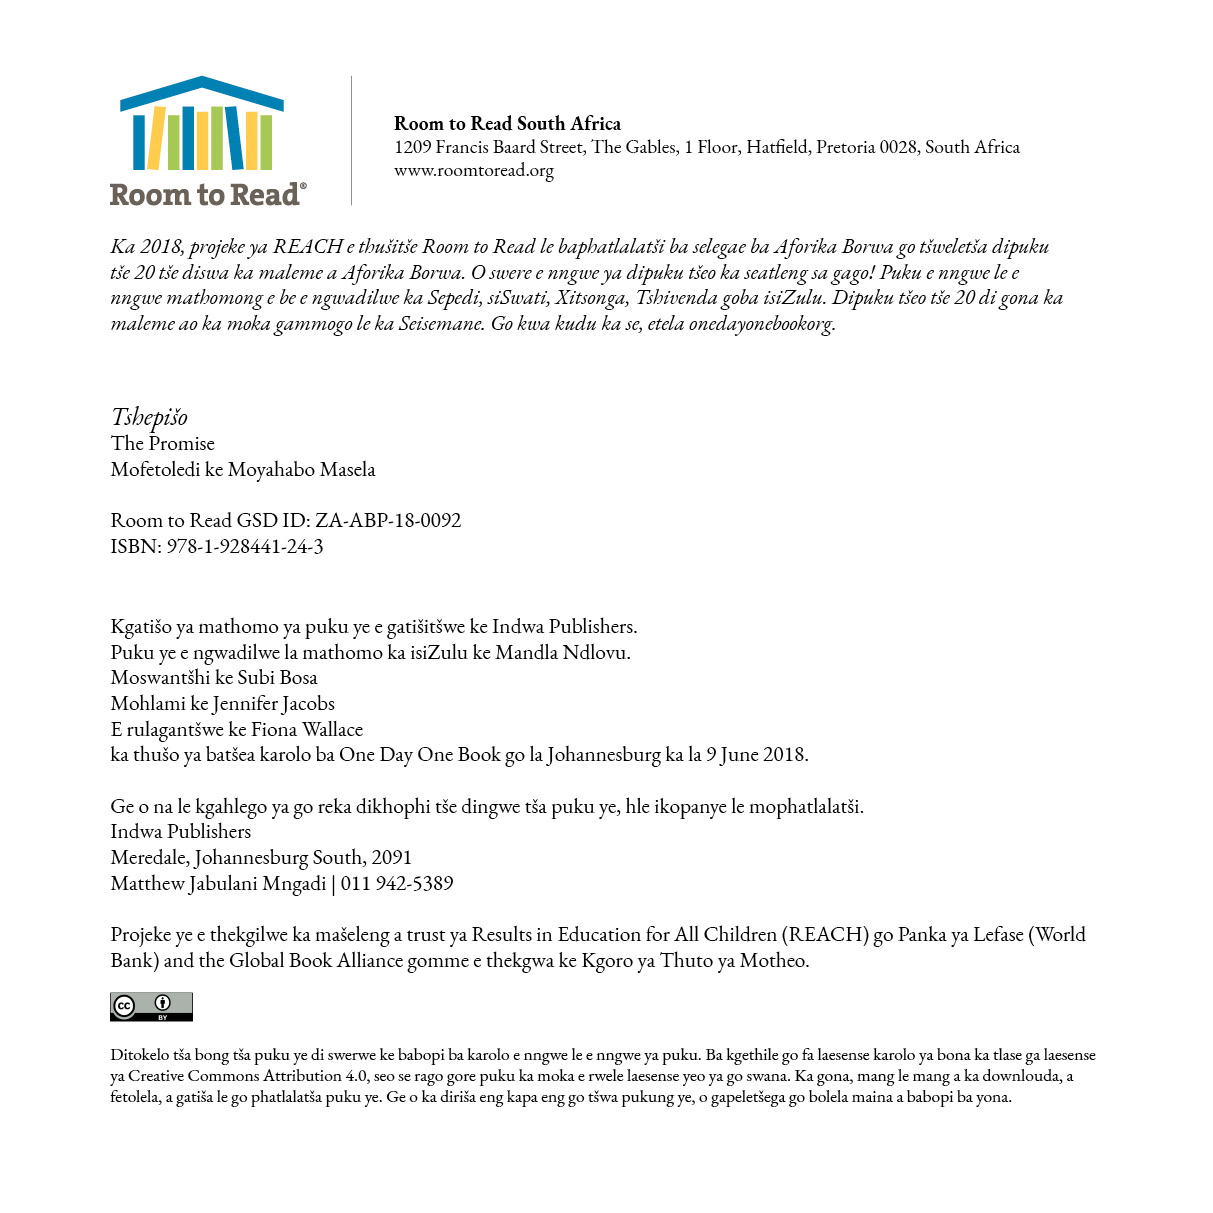 Room to Read®
Room to Read South Africa
1209 Francis Baard Street, The Gables, 1 Floor, Hatfield, Pretoria 0028, South Africa
www.roomtoread.org
Ka 2018, projeke ya REACH e thušitše Room to Read le baphatlalatši ba selegae ba Aforika Borwa go tšweletša dipuku
tše 20 tše diswa ka maleme a Aforika Borwa. O swere e nngwe ya dipuku tšeo ka seatleng sa gago! Puku e nngwe le e
nngwe mathomong e be e ngwadilwe ka Sepedi, siSwati, Xitsonga, Tshivenda goba isiZulu. Dipuku tšeo tše 20 di gona ka
maleme ao ka moka gammogo le ka Seisemane. Go kwa kudu ka se, etela onedayonebookorg.
Tshepišo
The Promise
Mofetoledi ke Moyahabo Masela
Room to Read GSD ID: ZA-ABP-18-0092
ISBN: 978-1-928441-24-3
Kgatišo ya mathomo ya puku ye e gatišitšwe ke Indwa Publishers.
Puku ye e ngwadilwe la mathomo ka isiZulu ke Mandla Ndlovu.
Moswantšhi ke Subi Bosa
Mohlami ke Jennifer Jacobs
E rulagantšwe ke Fiona Wallace
ka thušo ya batšea karolo ba One Day One Book go la Johannesburg ka la 9 June 2018.
Ge o na le kgahlego ya go reka dikhophi tše dingwe tša puku ye, hle ikopanye le mophatlalatši.
Indwa Publishers
Meredale, Johannesburg South, 2091
Matthew Jabulani Mngadi | 011 942-5389
Projeke ye e thekgilwe ka mašeleng a trust ya Results in Education for All Children (REACH) go Panka ya Lefase (World
Bank) and the Global Book Alliance gomme e thekgwa ke Kgoro ya Thuto ya Motheo.
cc BY
Ditokelo tša bong tša puku ye di swerwe ke babopi ba karolo e nngwe le e nngwe ya puku. Ba kgethile go fa laesense karolo ya bona ka tlase ga laesense
ya Creative Commons Attribution 4.0, seo se rago gore puku ka moka e rwele laesense yeo ya go swana. Ka gona, mang le mang a ka downlouda, a
fetolela, a gatiša le go phatlalatša puku ye. Ge o ka diriša eng kapa eng go tšwa pukung ye, o gapeletšega go bolela maina a babopi ba yona.